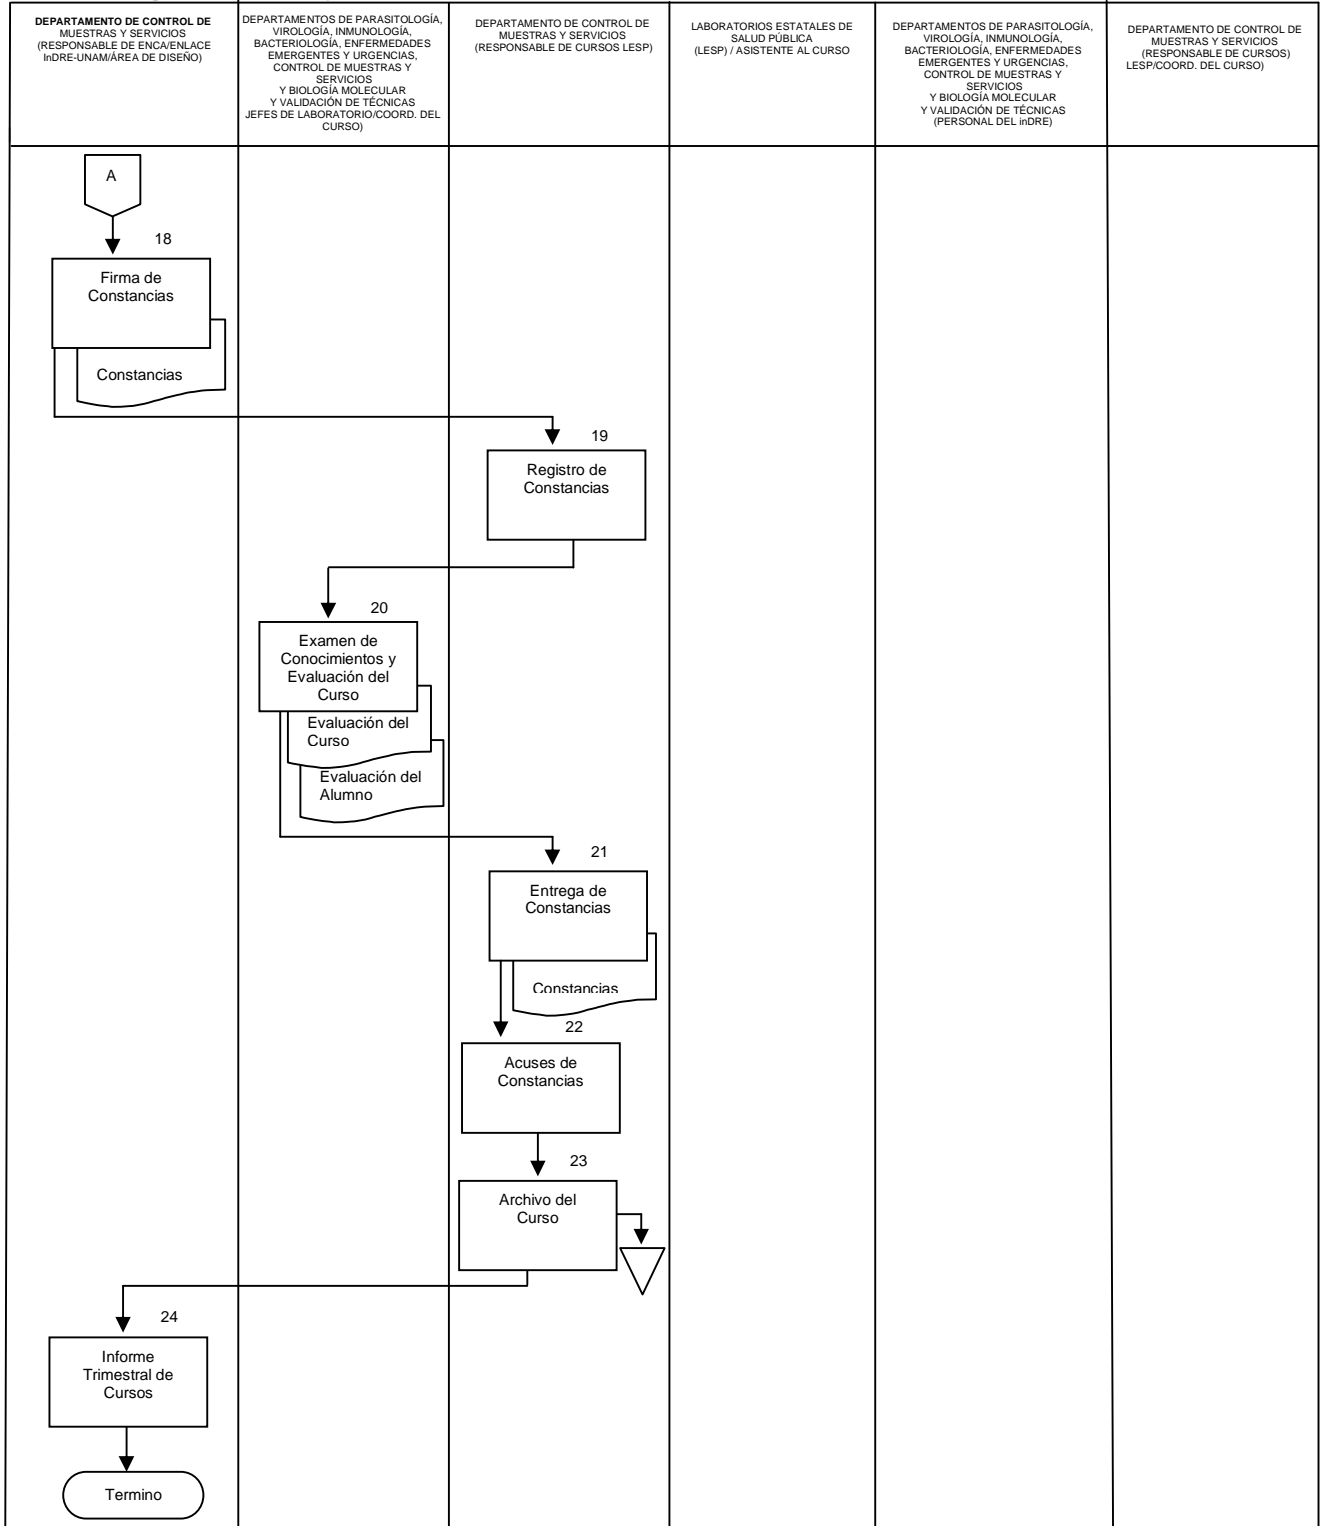 DEPARTAMENTO DE CONTROL DE
MUESTRAS Y SERVICIOS
(RESPONSABLE DE ENCA/ENLACE
InDRE-UNAM/ÁREA DE DISEÑO)
DEPARTAMENTOS DE PARASITOLOGÍA,
VIROLOGÍA, INMUNOLOGÍA,
BACTERIOLOGÍA, ENFERMEDADES
EMERGENTES Y URGENCIAS,
CONTROL DE MUESTRAS Y
SERVICIOS
Y BIOLOGÍA MOLECULAR
Y VALIDACIÓN DE TÉCNICAS
JEFES DE LABORATORIO/COORD. DEL
CURSO)
DEPARTAMENTO DE CONTROL DE
MUESTRAS Y SERVICIOS
(RESPONSABLE DE CURSOS LESP)
LABORATORIOS ESTATALES DE
SALUD PÚBLICA
(LESP) / ASISTENTE AL CURSO
DEPARTAMENTOS DE PARASITOLOGÍA,
VIROLOGÍA, INMUNOLOGÍA,
BACTERIOLOGÍA, ENFERMEDADES
EMERGENTES Y URGENCIAS,
CONTROL DE MUESTRAS Y
SERVICIOS
Y BIOLOGÍA MOLECULAR
Y VALIDACIÓN DE TÉCNICAS
(PERSONAL DEL inDRE)
DEPARTAMENTO DE CONTROL DE
MUESTRAS Y SERVICIOS
(RESPONSABLE DE CURSOS)
LESP/COORD. DEL CURSO)
A
18
Firma de
Constancias
Constancias
19
Registro de
Constancias
20
Examen de
Conocimientos y
Evaluación del
Curso
Evaluación del
Curso
Evaluación del
Alumno
21
Entrega de
Constancias
Constancias
22
Acuses de
Constancias
23
Archivo del
Curso
24
Informe
Trimestral de
Cursos
Termino